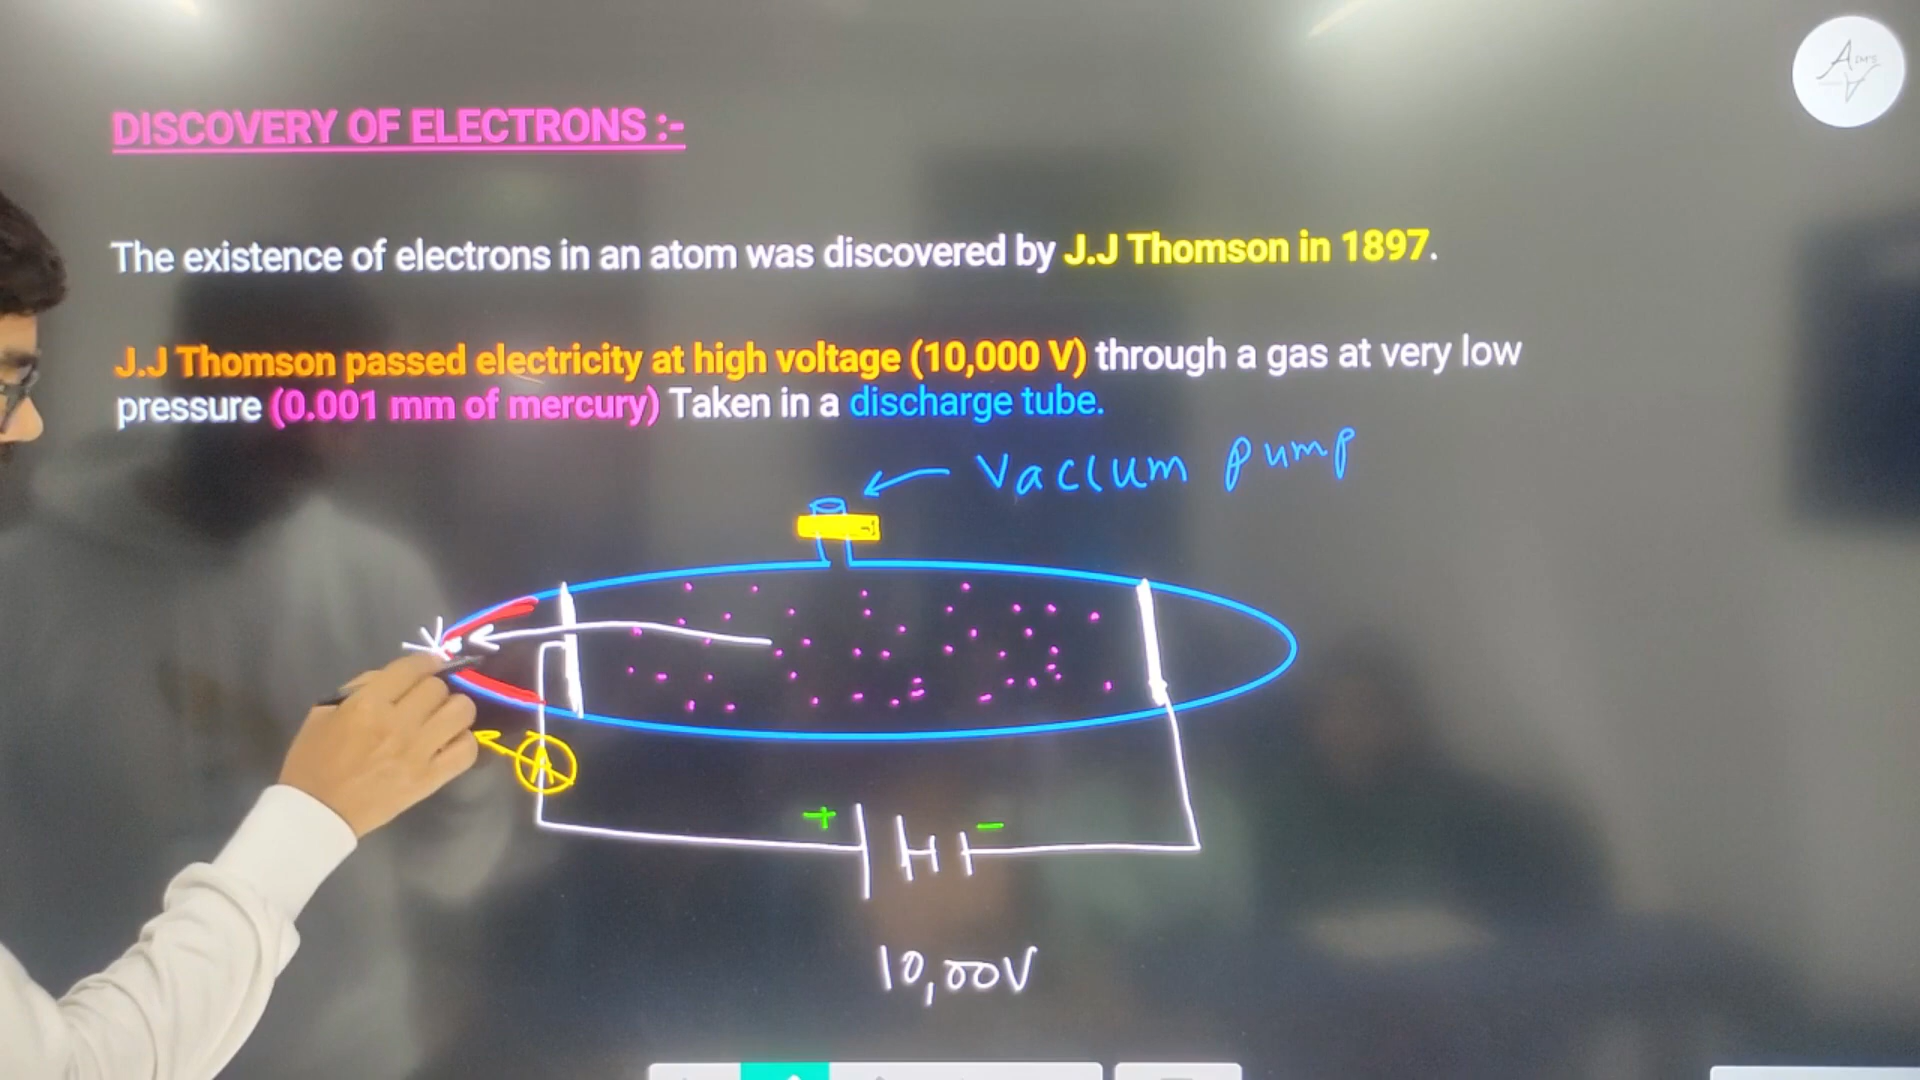 DISCOVERY OF ELECTRONS :-
The existence of electrons in an atom was discovered by J.J Thomson in 1897.
J.J Thomson passed electricity at high voltage (10,000 V) through a gas at very low
pressure (0.001 mm of mercury) Taken in a discharge tube.
Vaccum pump
A
+ -
10,00V